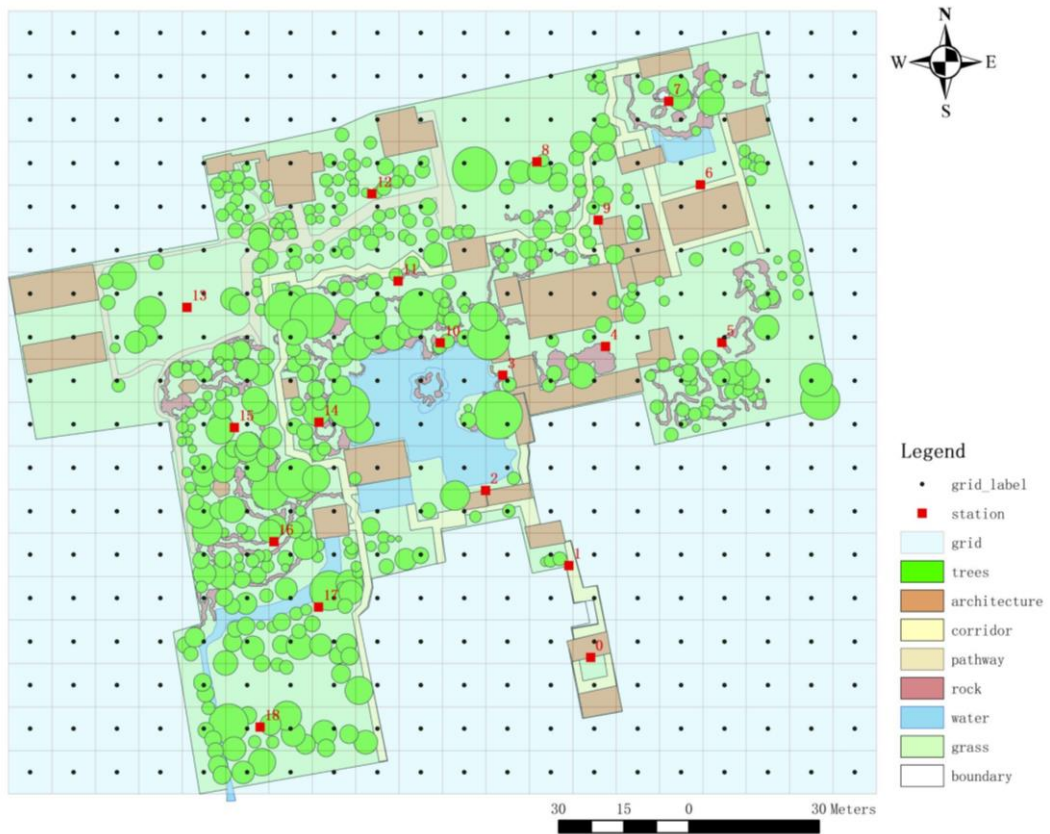 N
W E
S
7
8
6
12
9
11
13
10
4
5
3
14
15
2
16
1
17
0
18
Legend
grid_label
station
grid
trees
architecture
corridor
pathway
rock
water
grass
boundary
30 15 0 30 Meters